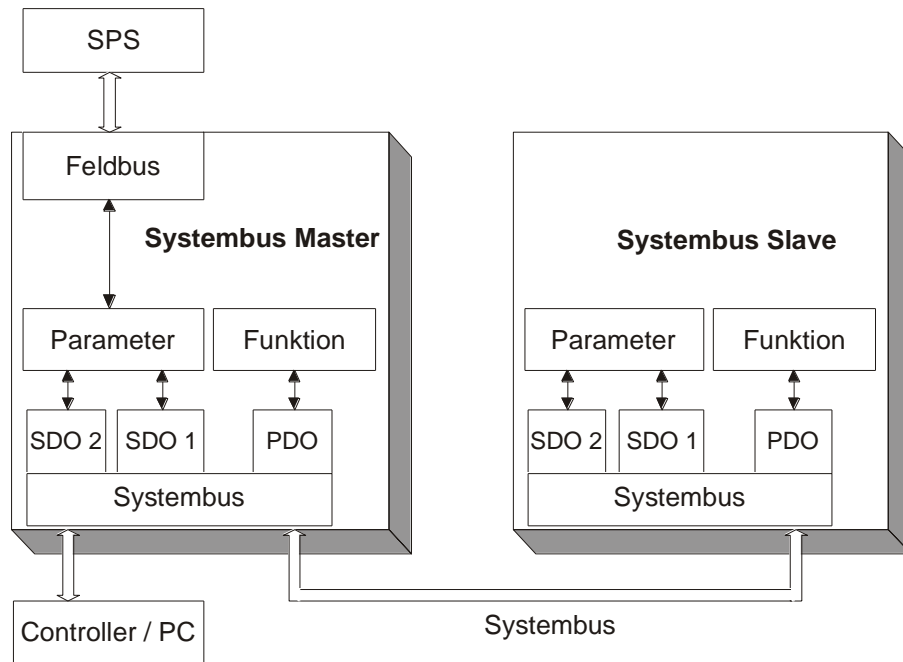 SPS
Feldbus
Systembus Master
Systembus Slave
Parameter
Funktion
Parameter
Funktion
SDO 2
SDO 1
PDO
SDO 2
SDO 1
PDO
Systembus
Systembus
Controller / PC
Systembus